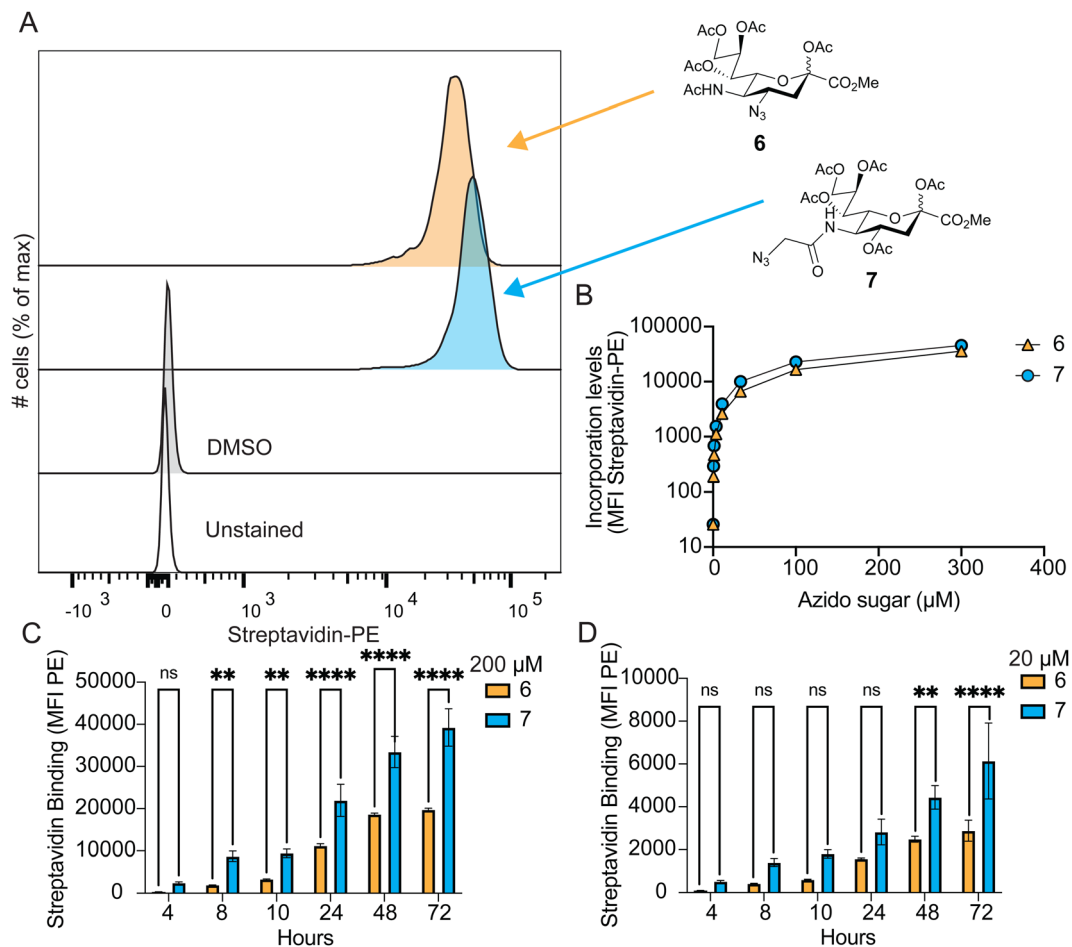 A
# cells (% of max)
DMSO
Unstained
-10 3
0
10 3
10 4
10 5
Streptavidin-PE
AcO
OAc
AcO
OAc
O
CO2Me
AcHN
N3
6
AcO
OAc
AcO
OAc
H
O
CO2Me
N
AcO
N3
O
7
B
Incorporation levels
(MFI Streptavidin-PE)
100000
10000
1000
100
10
0
100
200
300
400
Azido sugar (µM)
6
7
C
Streptavidin Binding (MFI PE)
50000
40000
30000
20000
10000
0
ns
**
**
****
****
****
200 µM
6
7
4
8
10
24
48
72
Hours
D
Streptavidin Binding (MFI PE)
8000
6000
4000
2000
0
ns
ns
ns
ns
**
****
20 µM
6
7
4
8
10
24
48
72
Hours